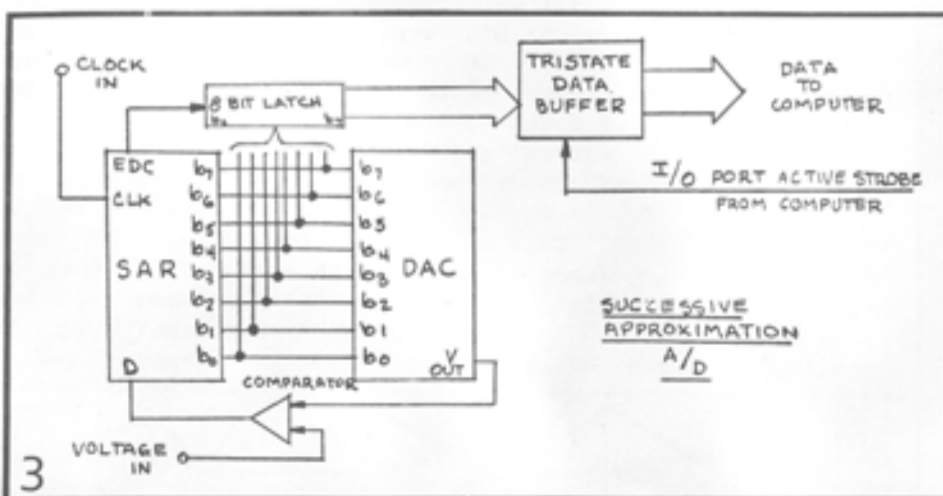 CLOCK
IN
8 BIT LATCH
b0 b7
TRISTATE
DATA
BUFFER
DATA
TO
COMPUTER
I/O PORT ACTIVE STROBE
FROM COMPUTER
EDC
CLK
SAR
D
b7
b6
b5
b4
b3
b2
b1
b0
b7
b6
b5
b4
b3
b2
b1
b0
DAC
V
OUT
COMPARATOR
SUCCESSIVE
APPROXIMATION
A/D
VOLTAGE
IN
3